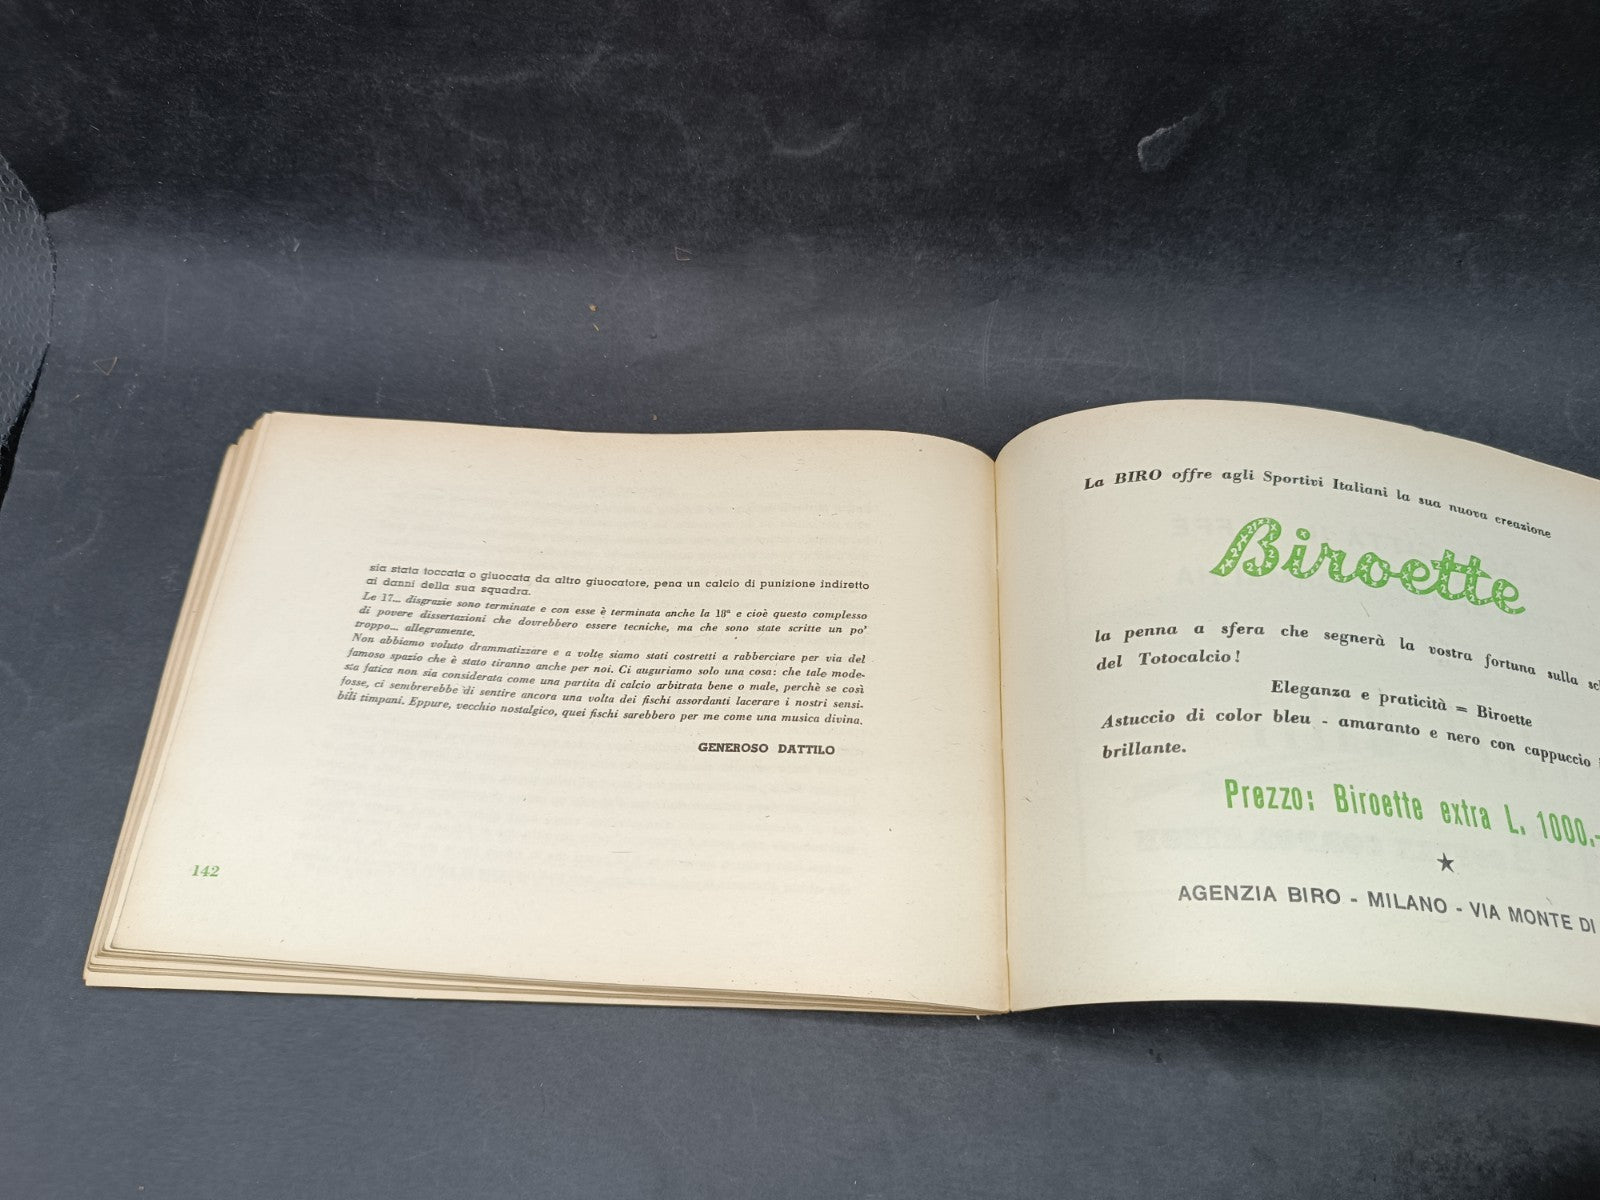 sia stata toccata o giuocata da altro giuocatore, pena un calcio di punizione indiretto
ai danni della sua squadra.
Le 17... disgrazie sono terminate e con esse è terminata anche la 18ª e cioè questo complesso
di povere dissertazioni che dovrebbero essere tecniche, ma che sono state scritte un po'
troppo... allegramente.
Non abbiamo voluto drammatizzare e a volte siamo stati costretti a rabberciare per via del
famoso spazio che è stato tiranno anche per noi. Ci auguriamo solo una cosa: che tale mode-
sta fatica non sia considerata come una partita di calcio arbitrata bene o male, perchè se così
fosse, ci sembrerebbe di sentire ancora una volta dei fischi assordanti lacerare i nostri sensi-
bili timpani. Eppure, vecchio nostalgico, quei fischi sarebbero per me come una musica divina.
GENEROSO DATTILO
142
La BIRO offre agli Sportivi Italiani la sua nuova creazione
Biroette
la penna a sfera che segnerà la vostra fortuna sulla
del Totocalcio!
Eleganza e praticità = Biroette
Astuccio di color bleu - amaranto e nero con cappuccio
brillante.
Prezzo: Biroette extra L. 1000.-
AGENZIA BIRO - MILANO - VIA MONTE DI